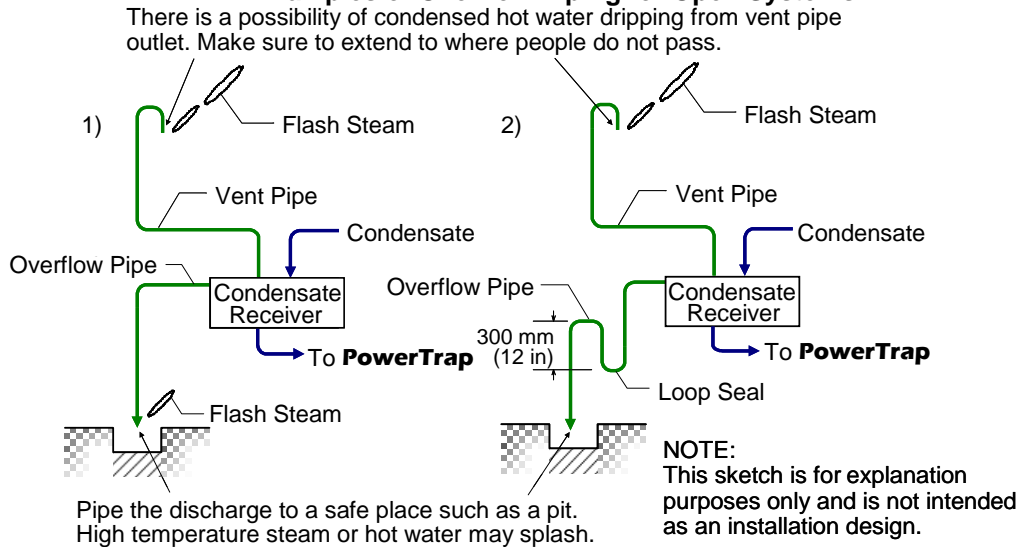 There is a possibility of condensed hot water dripping from vent pipe
outlet. Make sure to extend to where people do not pass.
1)
Flash Steam
Vent Pipe
Condensate
Overflow Pipe
Condensate
Receiver
To PowerTrap
Flash Steam
2)
Flash Steam
Vent Pipe
Condensate
Overflow Pipe
Condensate
Receiver
300 mm
(12 in)
To PowerTrap
Loop Seal
Pipe the discharge to a safe place such as a pit.
High temperature steam or hot water may splash.
NOTE:
This sketch is for explanation
purposes only and is not intended
as an installation design.